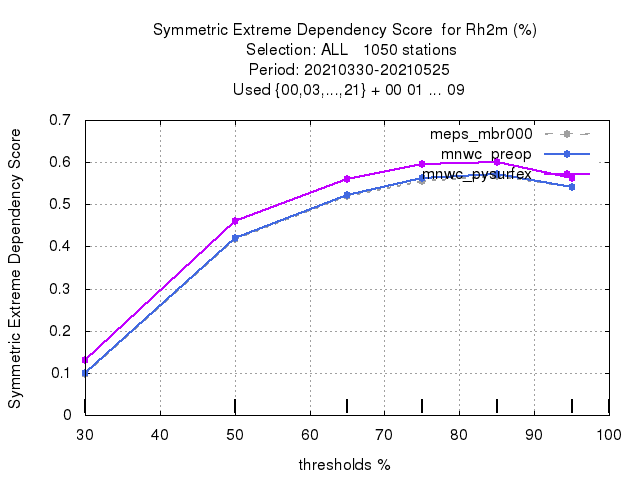 Symmetric Extreme Dependency Score  for Rh2m (%)
Selection: ALL   1050 stations
Period: 20210330-20210525
Used {00,03,...,21} + 00 01 ... 09
Symmetric Extreme Dependency Score
0.7
0.6
0.5
0.4
0.3
0.2
0.1
0
meps_mbr000
mnwc_preop
mnwc_pysurfex
30 40 50 60 70 80 90 100
thresholds %